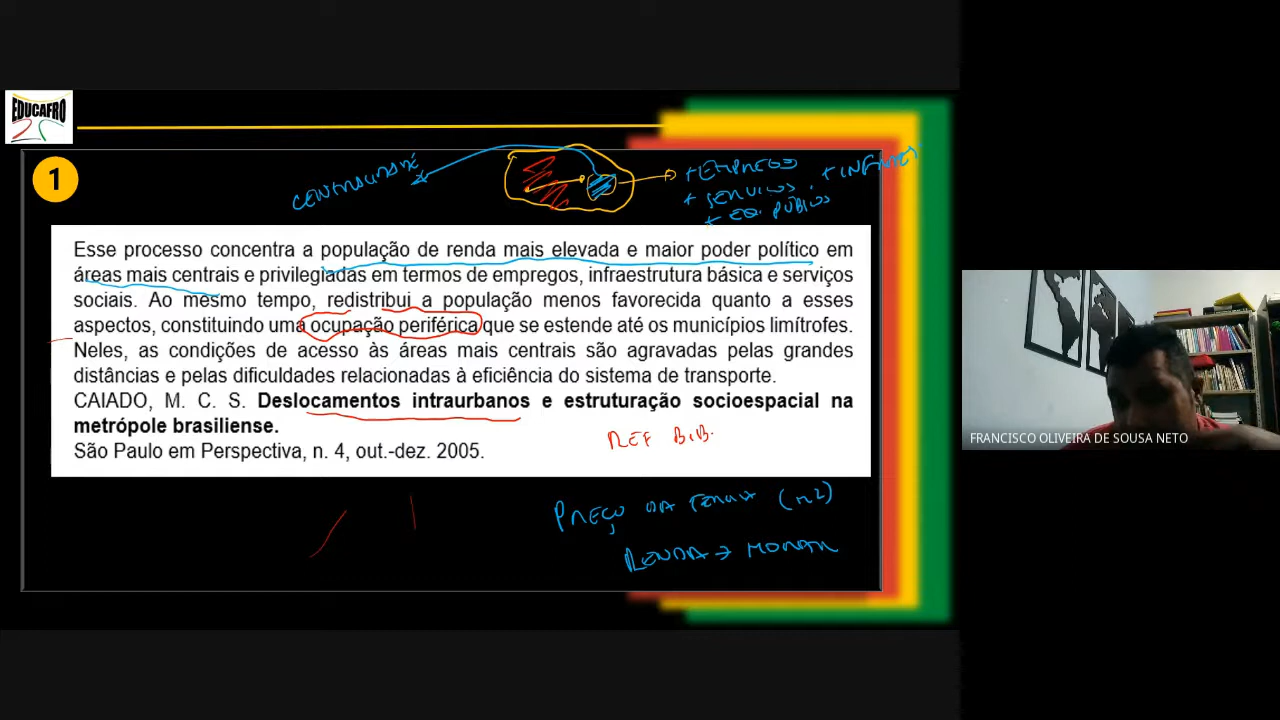 EDUCAFRO
1
CENTRALIDADE
+ EMPREGOS
+ SERVIÇOS
+ EQ. PÚBLICOS
Esse processo concentra a população de renda mais elevada e maior poder político em
áreas mais centrais e privilegiadas em termos de empregos, infraestrutura básica e serviços
sociais. Ao mesmo tempo, redistribui a população menos favorecida quanto a esses
aspectos, constituindo uma ocupação periférica que se estende até os municípios limítrofes.
Neles, as condições de acesso às áreas mais centrais são agravadas pelas grandes
distâncias e pelas dificuldades relacionadas à eficiência do sistema de transporte.
CAIADO, M. C. S. Deslocamentos intraurbanos e estruturação socioespacial na
metrópole brasiliense.
São Paulo em Perspectiva, n. 4, out.-dez. 2005.
REF BIB.
PREÇO DA TERRA (m²)
RENDA → MORAR
FRANCISCO OLIVEIRA DE SOUSA NETO